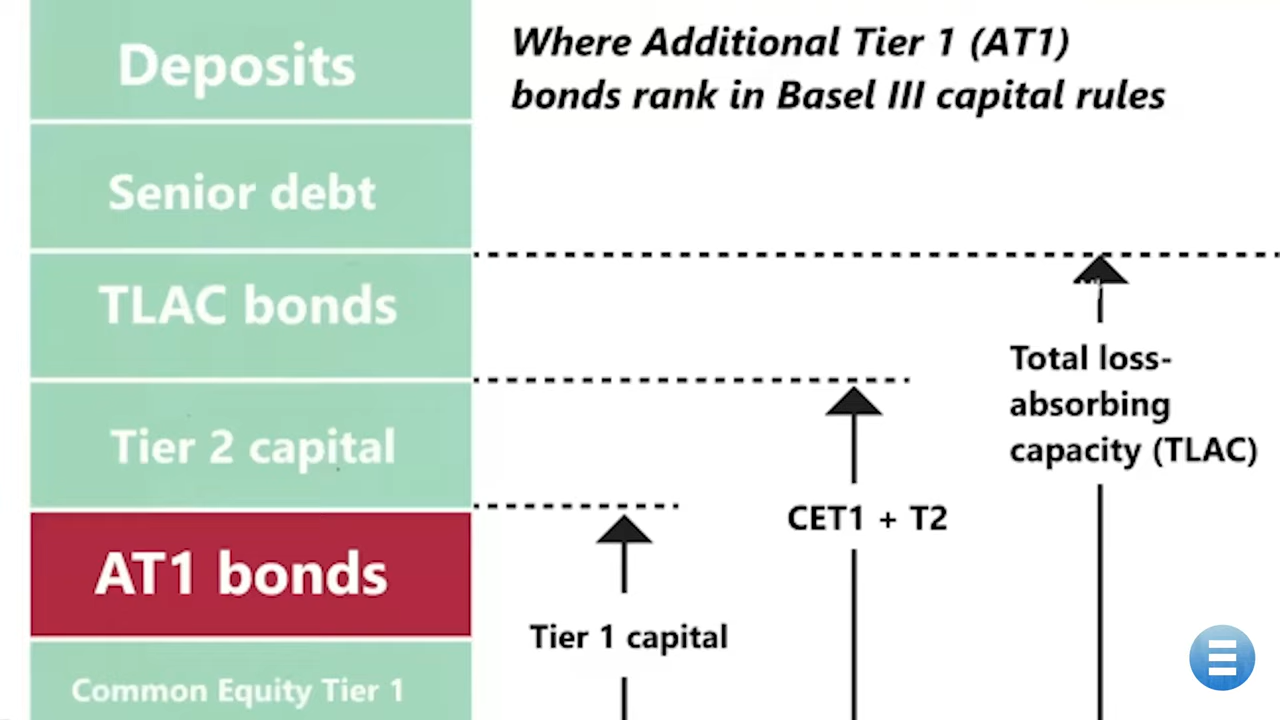 Deposits
Where Additional Tier 1 (AT1)
bonds rank in Basel III capital rules
Senior debt
TLAC bonds
Total loss-
absorbing
capacity (TLAC)
Tier 2 capital
CET1 + T2
AT1 bonds
Tier 1 capital
Common Equity Tier 1